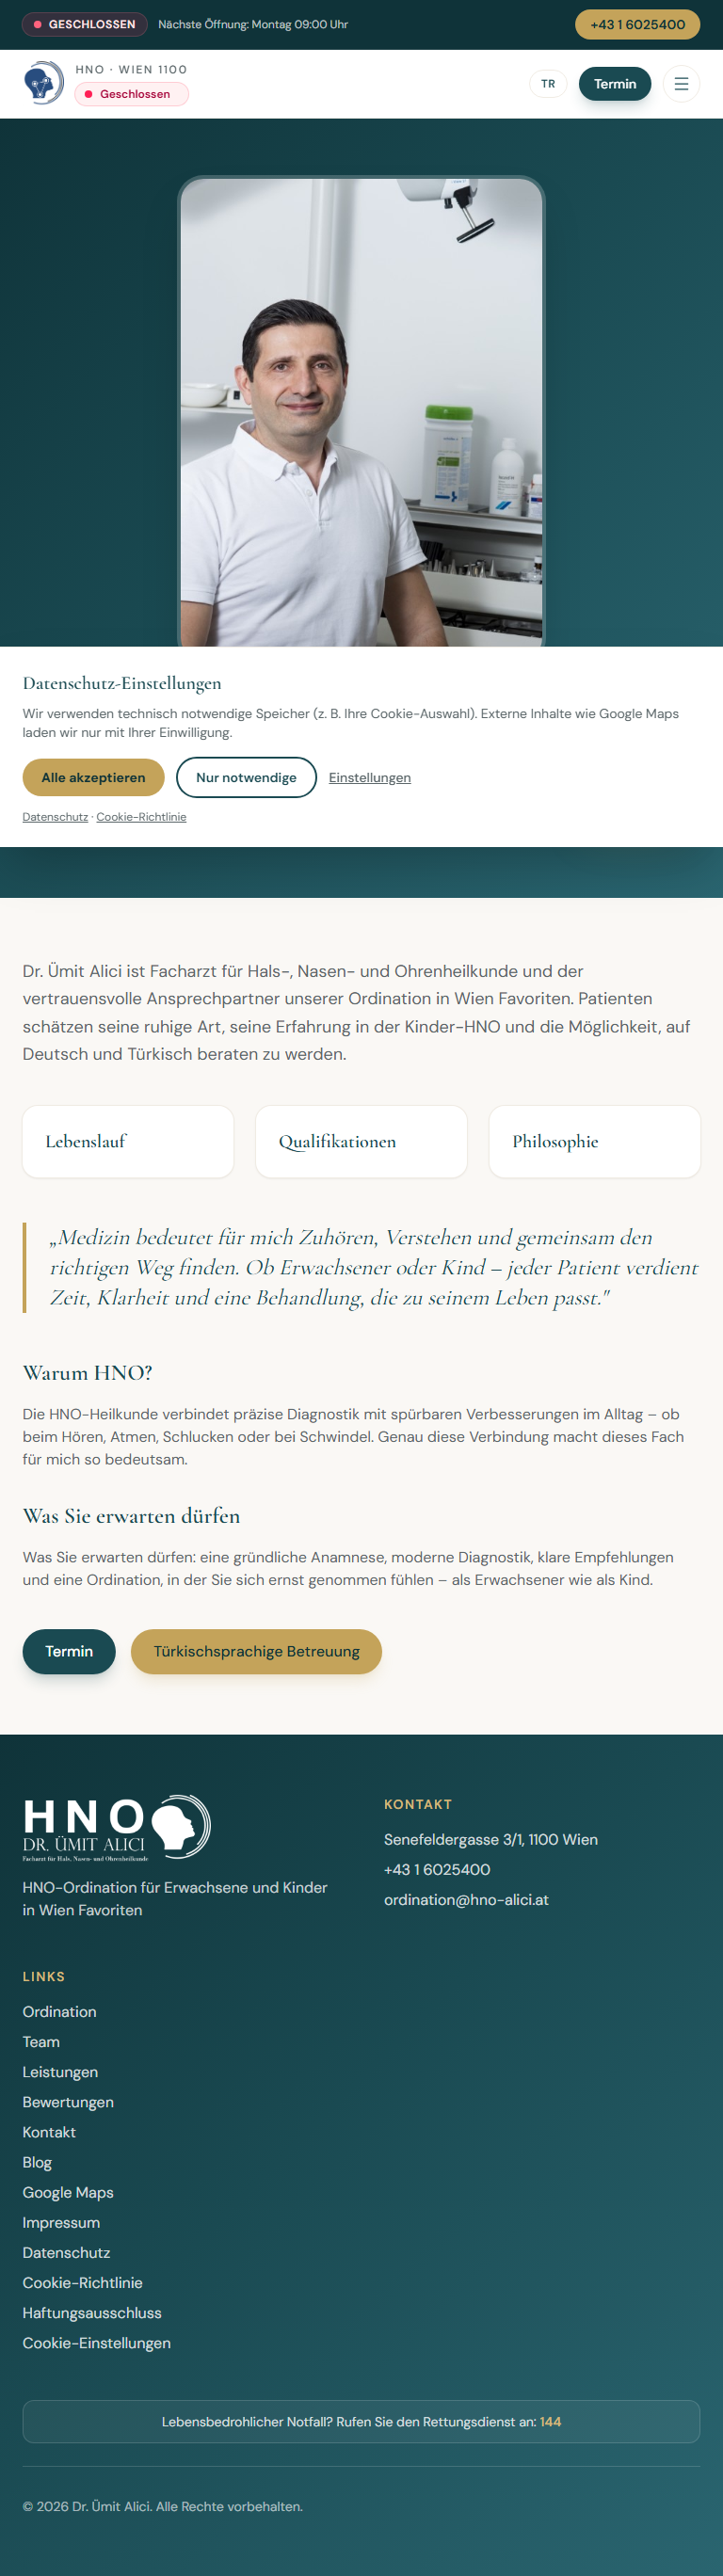 GESCHLOSSEN
Nächste Öffnung: Montag 09:00 Uhr
+43 1 6025400
HNO · WIEN 1100
Geschlossen
TR
Termin
Datenschutz-Einstellungen
Wir verwenden technisch notwendige Speicher (z. B. Ihre Cookie-Auswahl). Externe Inhalte wie Google Maps
laden wir nur mit Ihrer Einwilligung.
Alle akzeptieren
Nur notwendige
Einstellungen
Datenschutz · Cookie-Richtlinie
Dr. Ümit Alici ist Facharzt für Hals-, Nasen- und Ohrenheilkunde und der
vertrauensvolle Ansprechpartner unserer Ordination in Wien Favoriten. Patienten
schätzen seine ruhige Art, seine Erfahrung in der Kinder-HNO und die Möglichkeit, auf
Deutsch und Türkisch beraten zu werden.
Lebenslauf
Qualifikationen
Philosophie
„Medizin bedeutet für mich Zuhören, Verstehen und gemeinsam den
richtigen Weg finden. Ob Erwachsener oder Kind – jeder Patient verdient
Zeit, Klarheit und eine Behandlung, die zu seinem Leben passt."
Warum HNO?
Die HNO-Heilkunde verbindet präzise Diagnostik mit spürbaren Verbesserungen im Alltag – ob
beim Hören, Atmen, Schlucken oder bei Schwindel. Genau diese Verbindung macht dieses Fach
für mich so bedeutsam.
Was Sie erwarten dürfen
Was Sie erwarten dürfen: eine gründliche Anamnese, moderne Diagnostik, klare Empfehlungen
und eine Ordination, in der Sie sich ernst genommen fühlen – als Erwachsener wie als Kind.
Termin
Türkischsprachige Betreuung
HNO
DR. ÜMIT ALICI
Facharzt für Hals, Nasen- und Ohrenheilkunde
HNO-Ordination für Erwachsene und Kinder
in Wien Favoriten
KONTAKT
Senefeldergasse 3/1, 1100 Wien
+43 1 6025400
ordination@hno-alici.at
LINKS
Ordination
Team
Leistungen
Bewertungen
Kontakt
Blog
Google Maps
Impressum
Datenschutz
Cookie-Richtlinie
Haftungsausschluss
Cookie-Einstellungen
Lebensbedrohlicher Notfall? Rufen Sie den Rettungsdienst an: 144
© 2026 Dr. Ümit Alici. Alle Rechte vorbehalten.